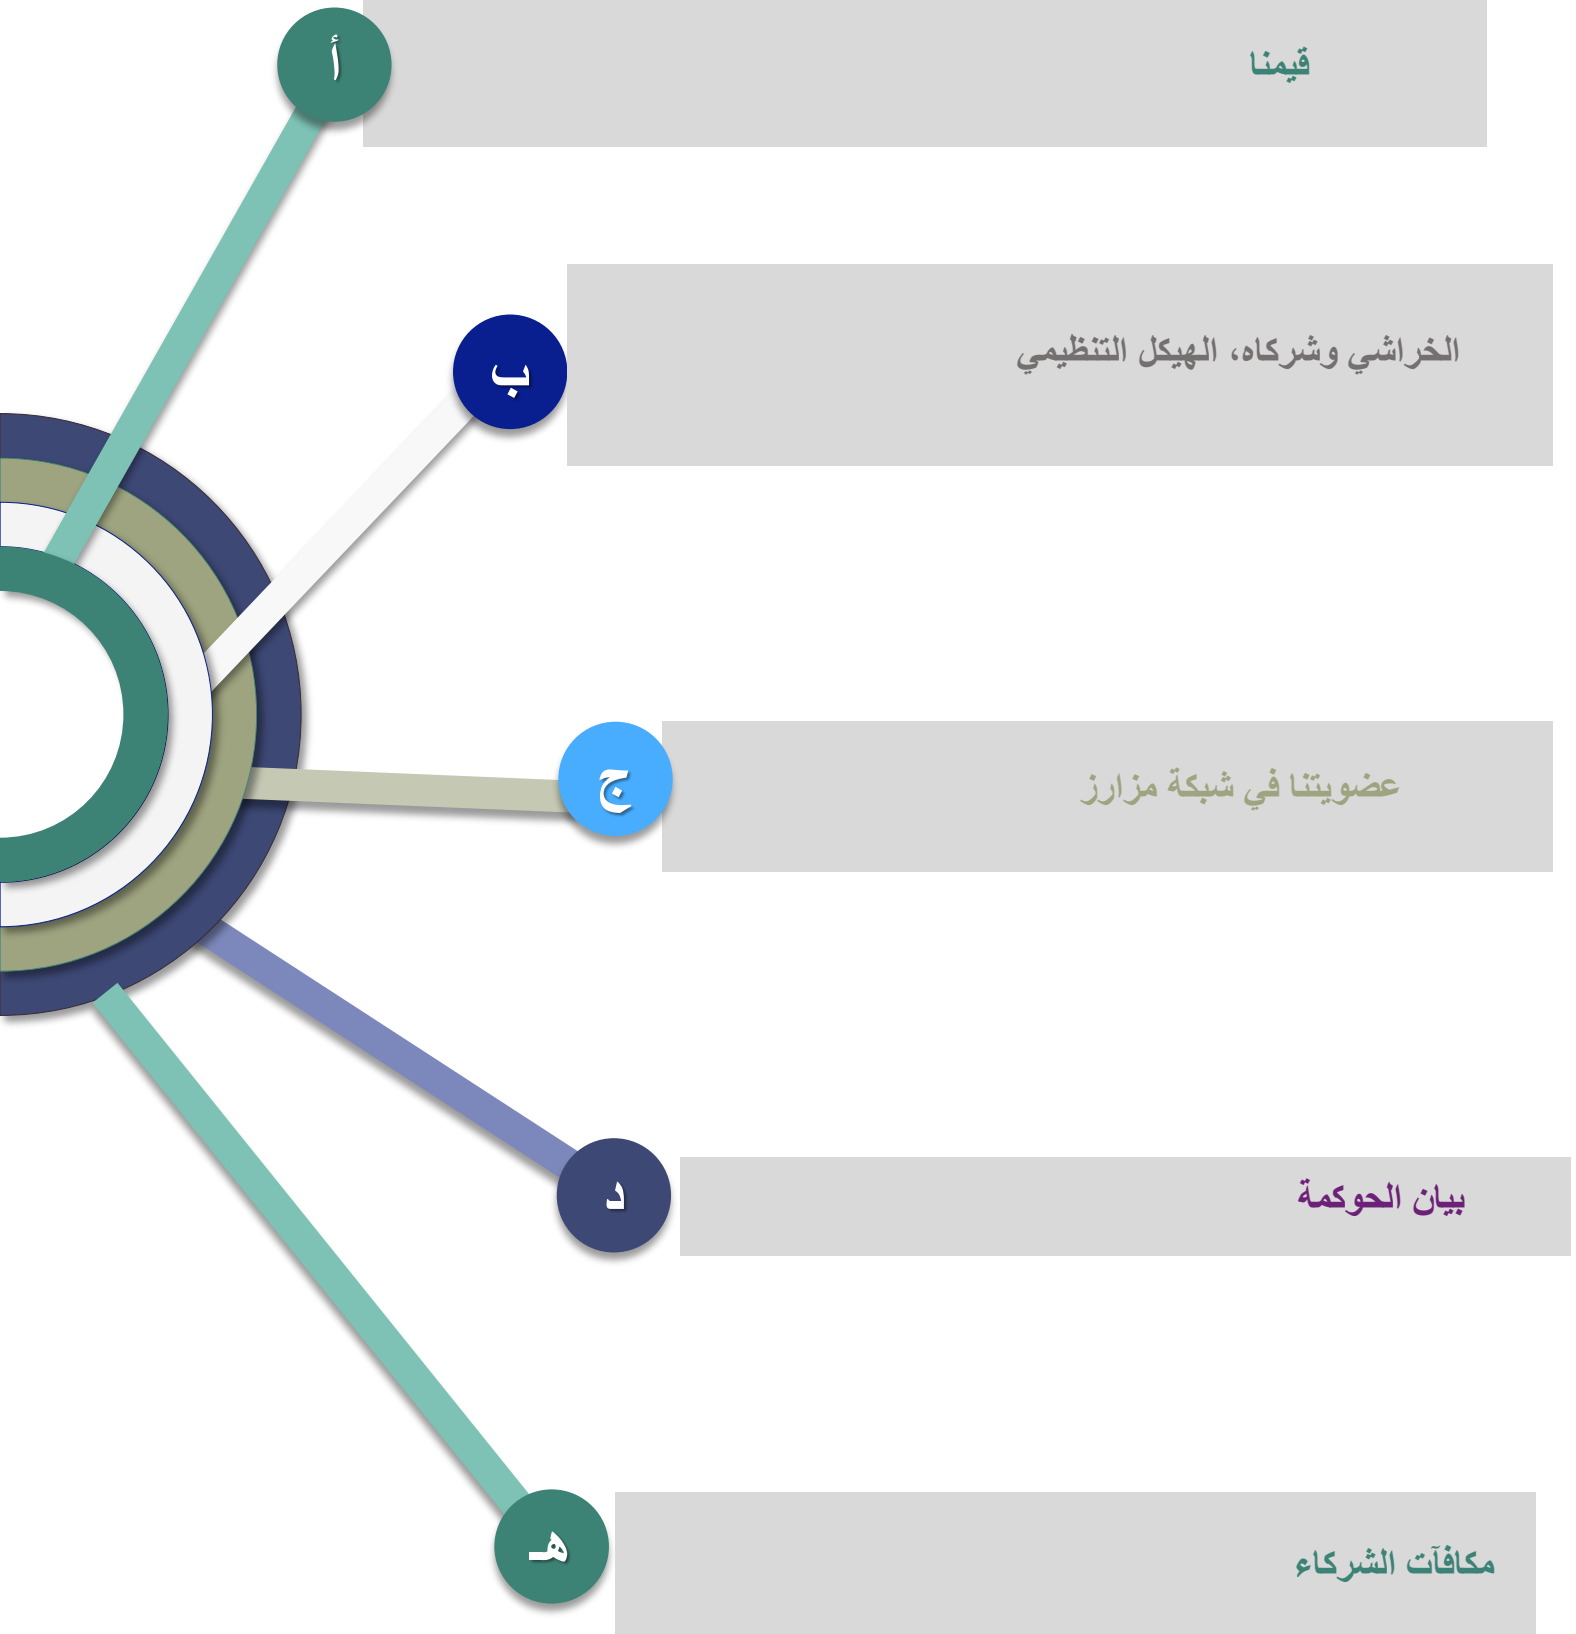 أ
قيمنا
ب
الخراشي وشركاه، الهيكل التنظيمي
ج
عضويتنا في شبكة مزارز
د
بيان الحوكمة
هـ
مكافآت الشركاء